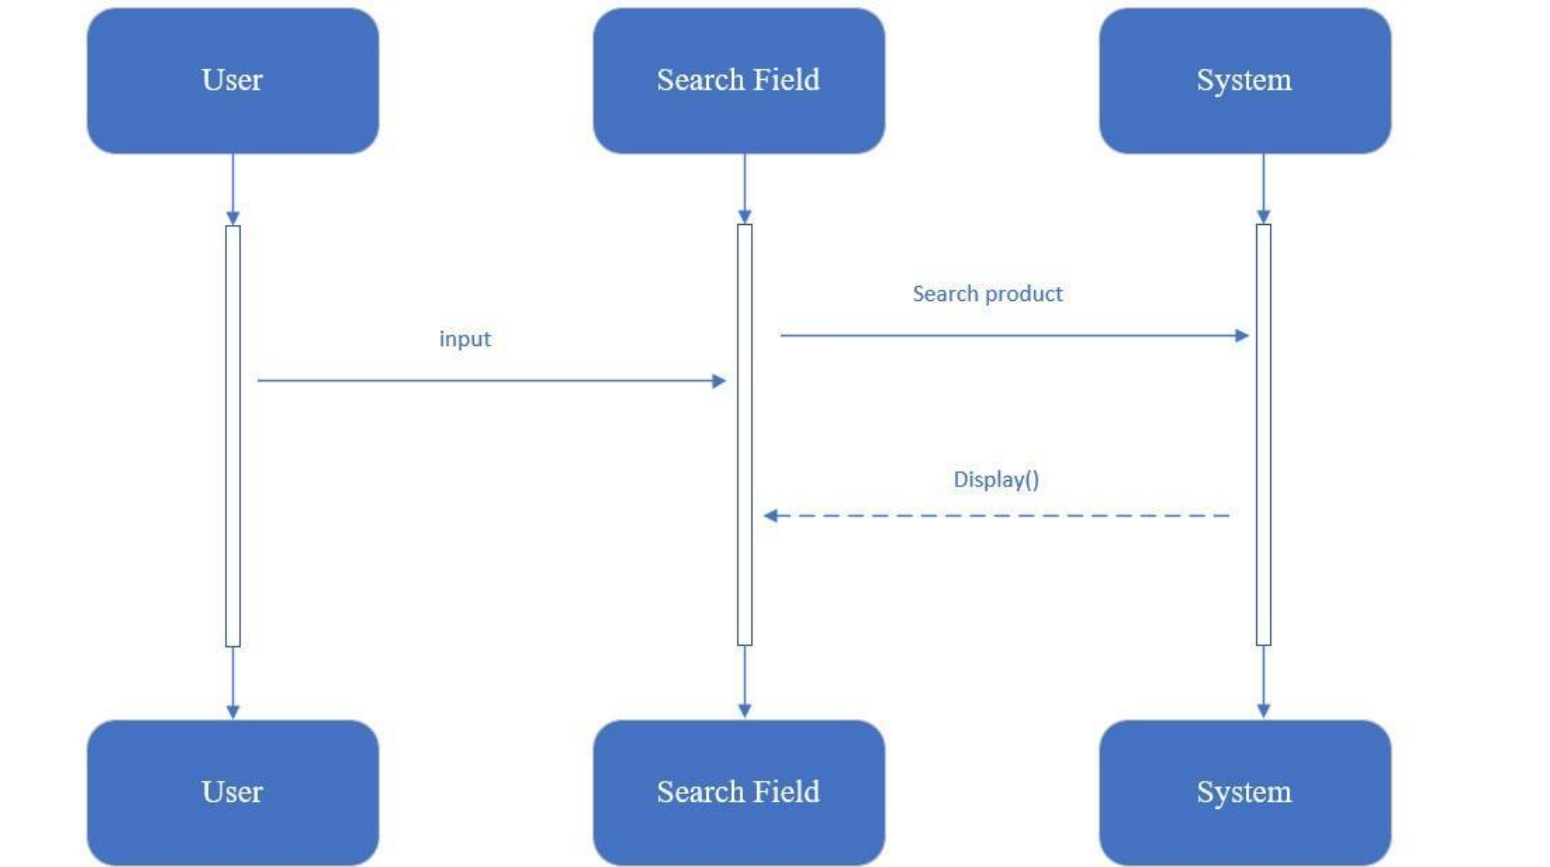 User
Search Field
System
Search product
input
Display()
User
Search Field
System